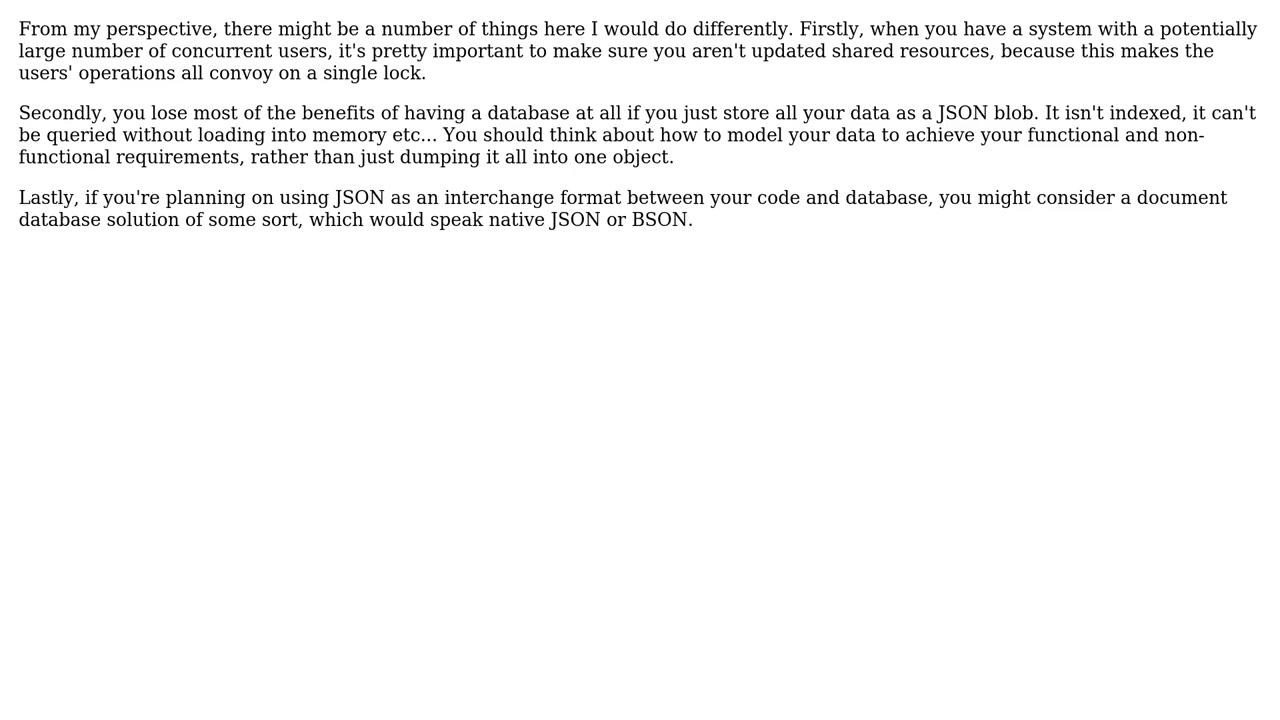 From my perspective, there might be a number of things here I would do differently. Firstly, when you have a system with a potentially
large number of concurrent users, it's pretty important to make sure you aren't updated shared resources, because this makes the
users' operations all convoy on a single lock.
Secondly, you lose most of the benefits of having a database at all if you just store all your data as a JSON blob. It isn't indexed, it can't
be queried without loading into memory etc... You should think about how to model your data to achieve your functional and non-
functional requirements, rather than just dumping it all into one object.
Lastly, if you're planning on using JSON as an interchange format between your code and database, you might consider a document
database solution of some sort, which would speak native JSON or BSON.